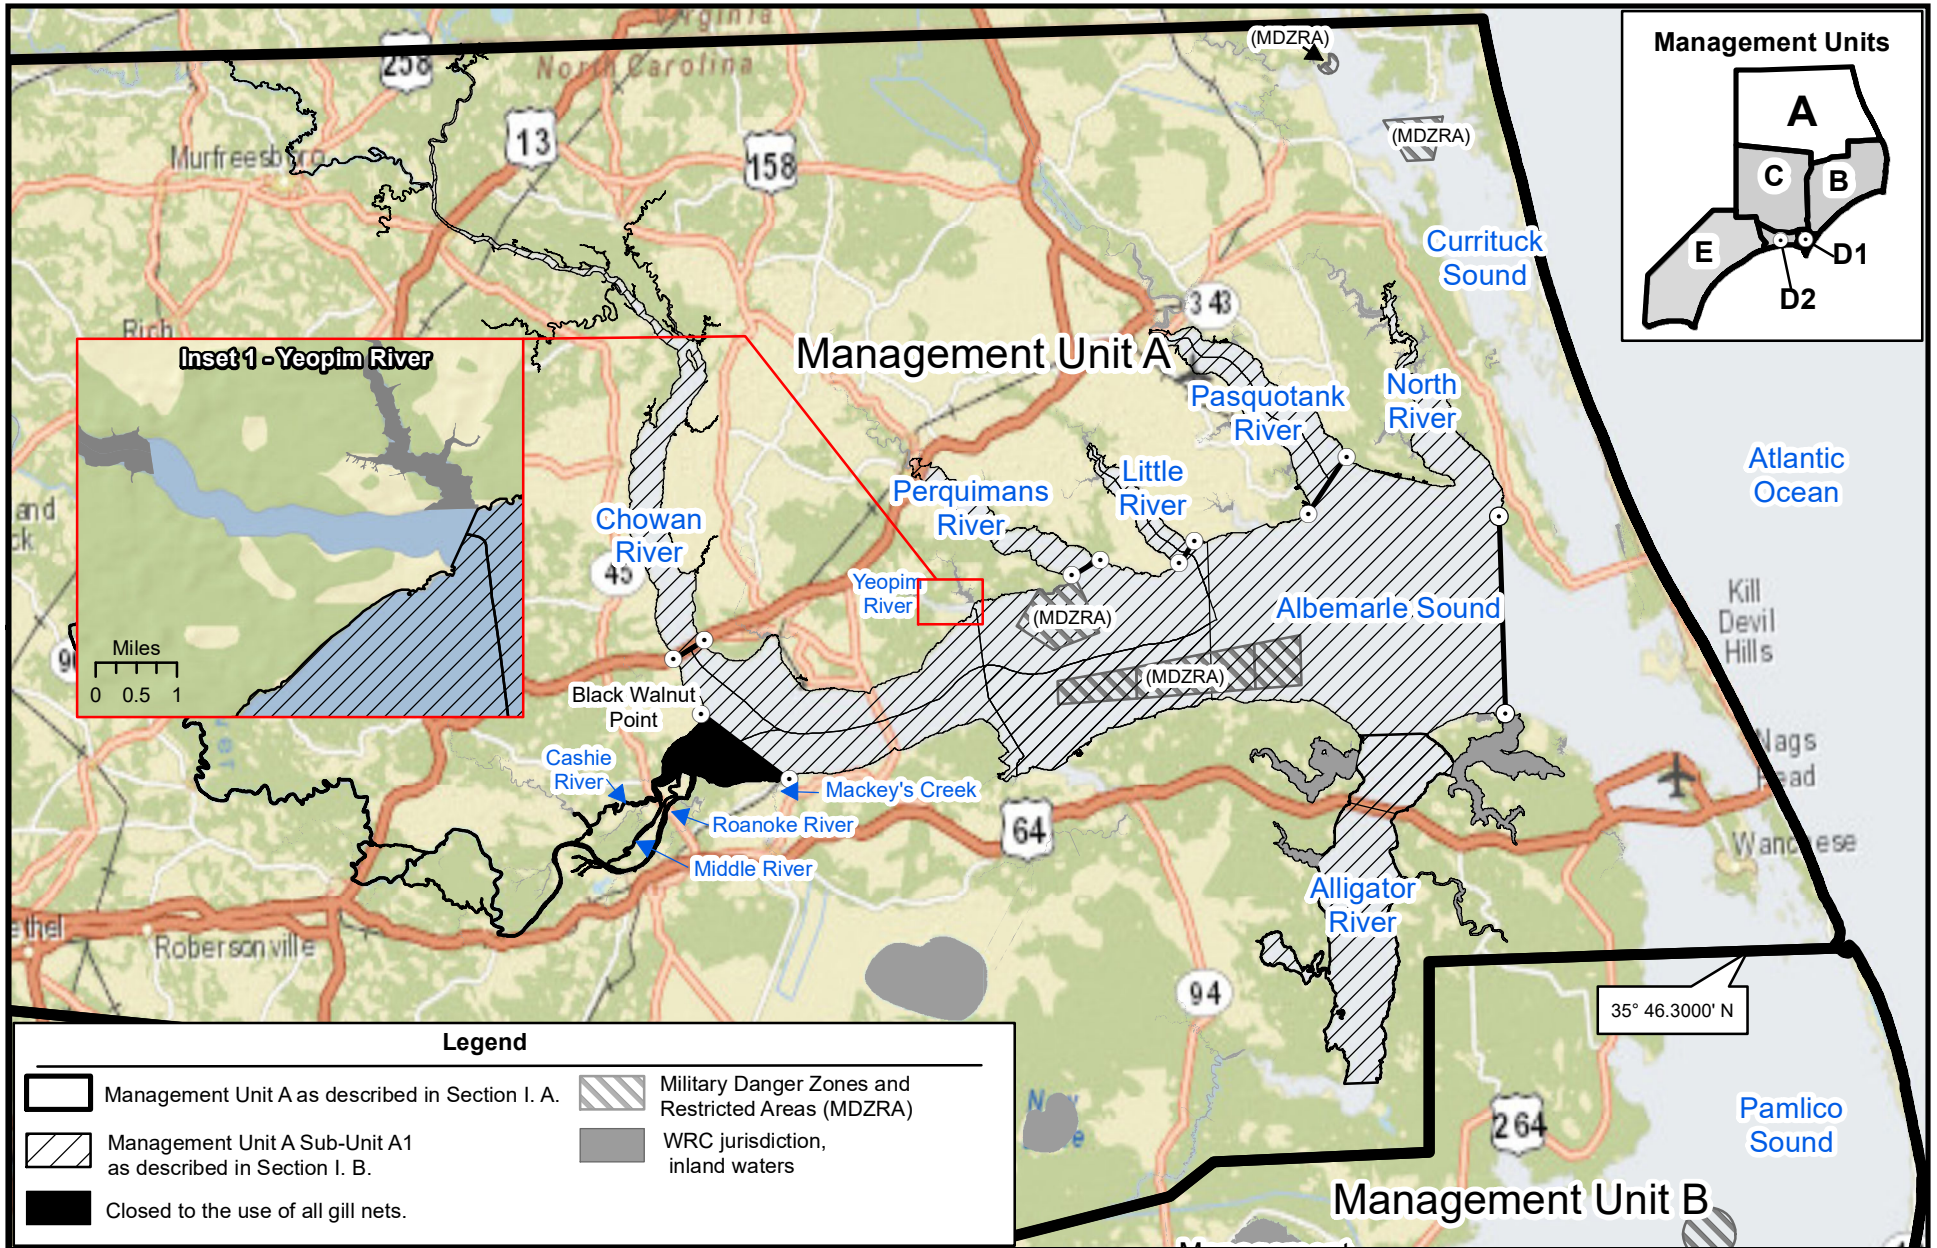 Virginia
North Carolina
258
13
158
Murfreesboro
(MDZRA)
(MDZRA)
Management Units
A
C
B
E
D1
D2
Currituck
Sound
343
Rich
Inset 1 - Yeopim River
Miles
0 0.5 1
Management Unit A
Pasquotank
River
North
River
Atlantic
Ocean
Little
River
Perquimans
River
Chowan
River
45
Yeopim
River
(MDZRA)
Albemarle Sound
(MDZRA)
Kill
Devil
Hills
and
ck
Black Walnut
Point
Cashie
River
Mackey's Creek
Roanoke River
Middle River
64
Nags
Head
Wanchese
Alligator
River
ethel
Robersonville
94
35° 46.3000' N
264
Pamlico
Sound
Management Unit B
Legend
Management Unit A as described in Section I. A.
Management Unit A Sub-Unit A1
as described in Section I. B.
Closed to the use of all gill nets.
Military Danger Zones and
Restricted Areas (MDZRA)
WRC jurisdiction,
inland waters